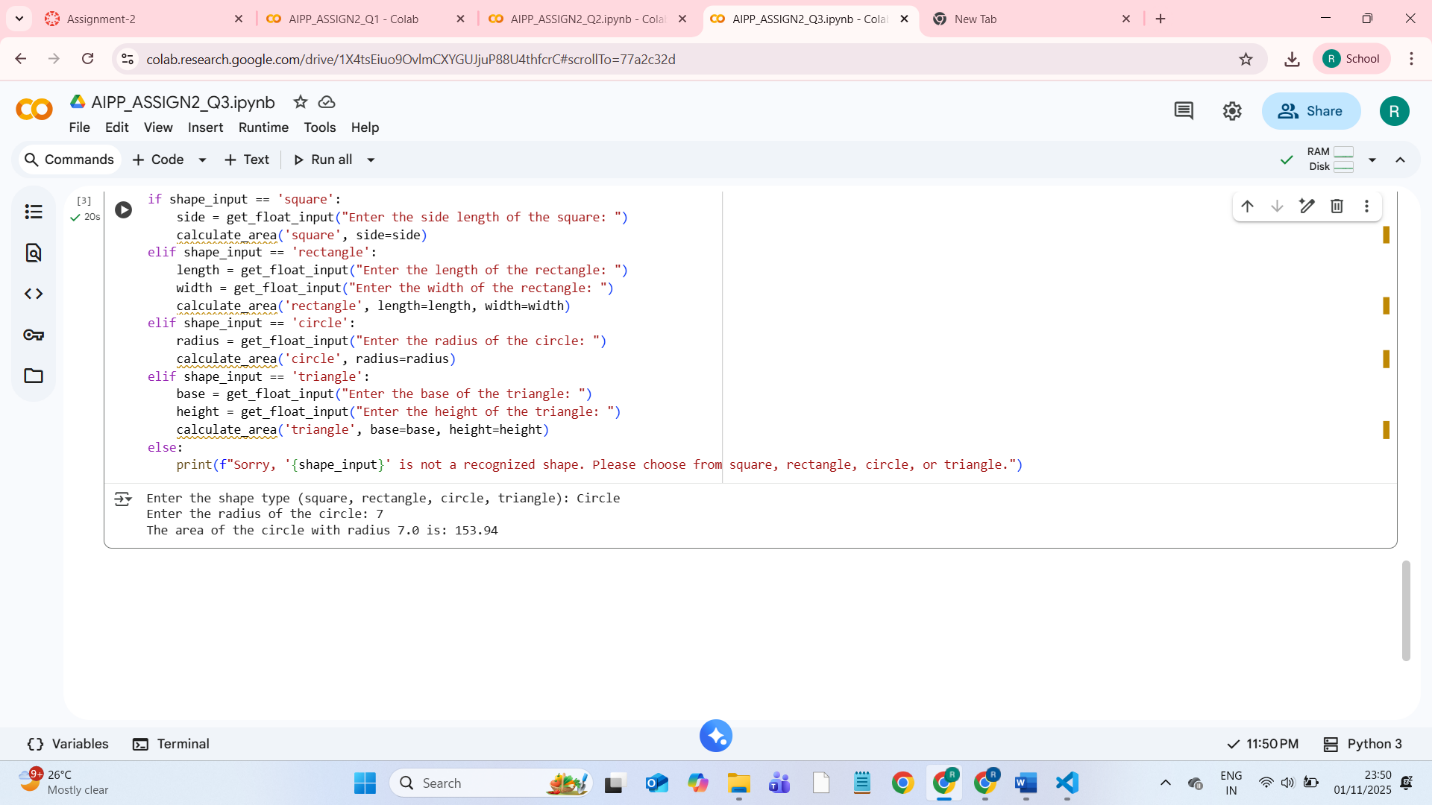 Assignment-2
AIPP_ASSIGN2_Q1 - Colab
AIPP_ASSIGN2_Q2.ipynb - Cola
AIPP_ASSIGN2_Q3.ipynb - Cola
New Tab
colab.research.google.com/drive/1X4tsEiuo9OvlmCXYGUJjuP88U4thfcrC#scrollTo=77a2c32d
R School
CO
AIPP_ASSIGN2_Q3.ipynb
File Edit View Insert Runtime Tools Help
Share
R
Commands + Code + Text Run all
RAM
Disk
[3]
20s
if shape_input == 'square':
    side = get_float_input("Enter the side length of the square: ")
    calculate_area('square', side=side)
elif shape_input == 'rectangle':
    length = get_float_input("Enter the length of the rectangle: ")
    width = get_float_input("Enter the width of the rectangle: ")
    calculate_area('rectangle', length=length, width=width)
elif shape_input == 'circle':
    radius = get_float_input("Enter the radius of the circle: ")
    calculate_area('circle', radius=radius)
elif shape_input == 'triangle':
    base = get_float_input("Enter the base of the triangle: ")
    height = get_float_input("Enter the height of the triangle: ")
    calculate_area('triangle', base=base, height=height)
else:
    print(f"Sorry, '{shape_input}' is not a recognized shape. Please choose from square, rectangle, circle, or triangle.")
Enter the shape type (square, rectangle, circle, triangle): Circle
Enter the radius of the circle: 7
The area of the circle with radius 7.0 is: 153.94
{} Variables Terminal
11:50 PM Python 3
9+ 26°C
Mostly clear
Search
ENG
IN
23:50
01/11/2025